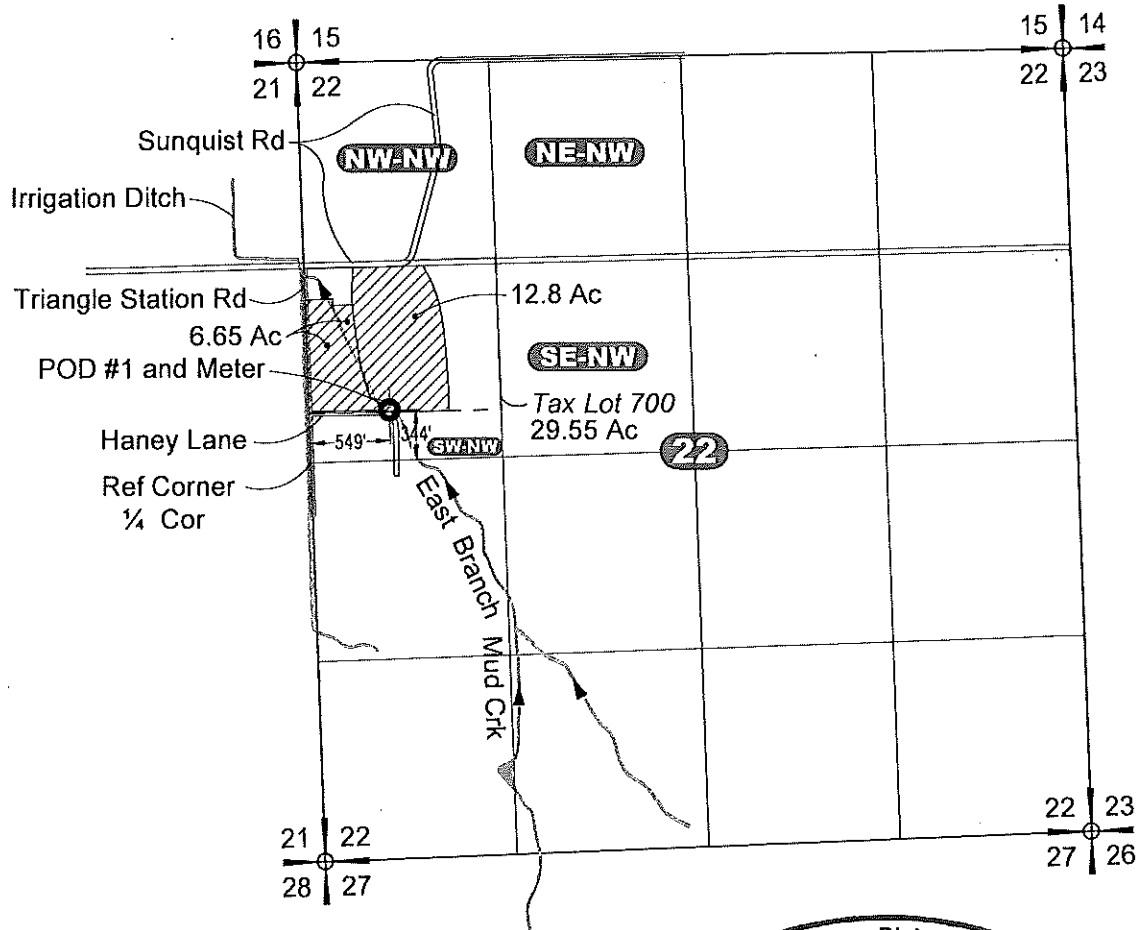 16 15
21 22
15 14
22 23
Sunquist Rd
NW-NW
NE-NW
Irrigation Ditch
Triangle Station Rd
12.8 Ac
6.65 Ac
SE-NW
POD #1 and Meter
Tax Lot 700
29.55 Ac
Haney Lane
549'
344'
SW-NW
22
Ref Corner
¼ Cor
East Branch Mud Crk
21 22
28 27
22 23
27 26